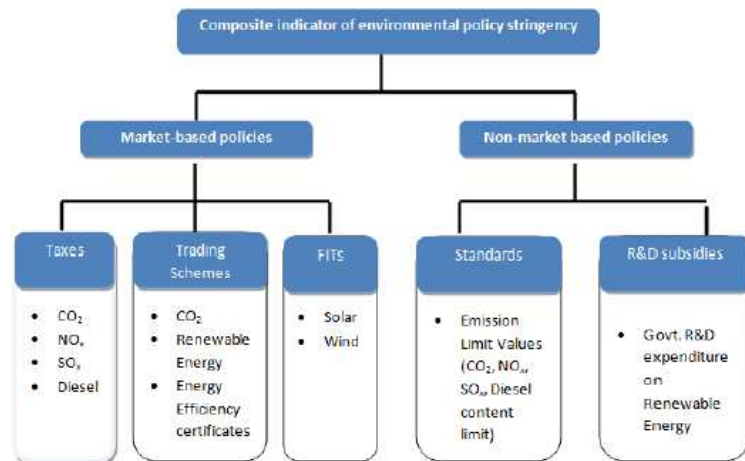 Composite indicator of environmental policy stringency
Market-based policies
Non-market based policies
Taxes
• CO₂
• NOₓ
• SOₓ
• Diesel
Trading
Schemes
• CO₂
• Renewable
Energy
• Energy
Efficiency
certificates
FITs
• Solar
• Wind
Standards
• Emission
Limit Values
(CO₂, NOₓ,
SOₓ, Diesel
content
limit)
R&D subsidies
• Govt. R&D
expenditure
on
Renewable
Energy